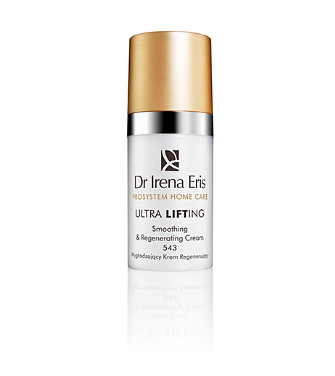 Dr Irena Eris
PROSYSTEM HOME CARE
ULTRA LIFTING
Smoothing
& Regenerating Cream
543
Wygładzający Krem Regenerujący